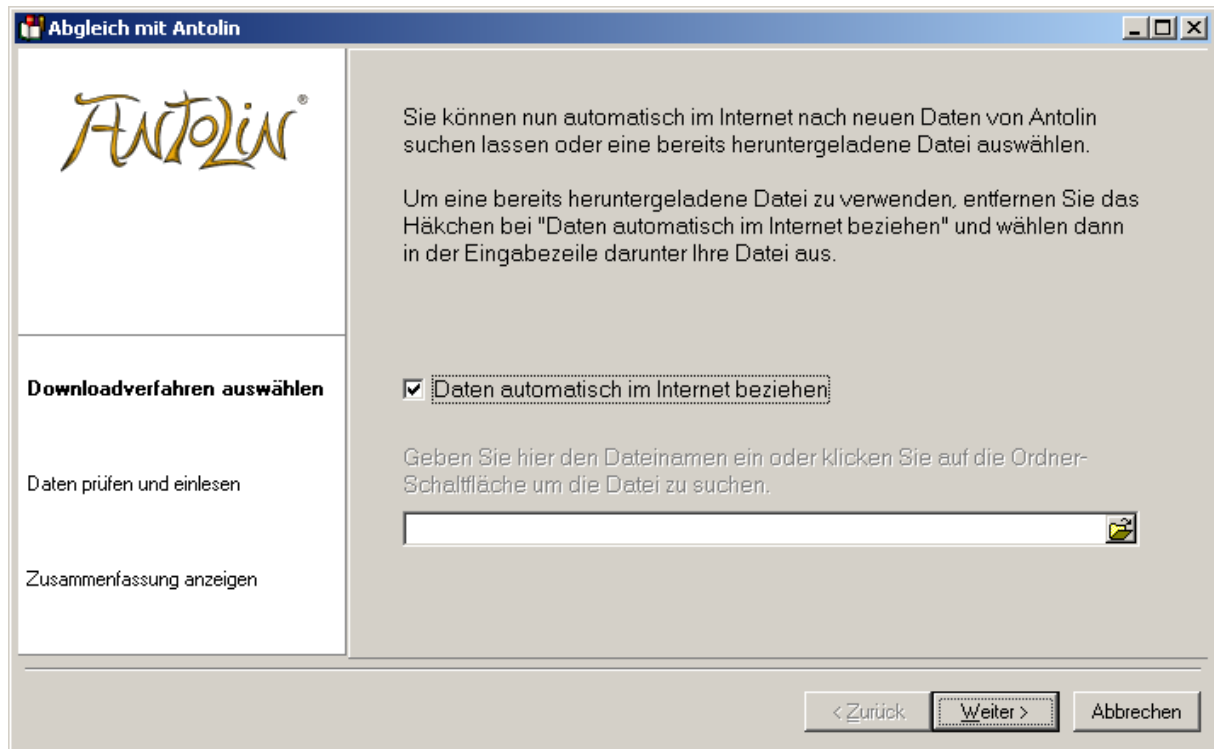 Abgleich mit Antolin
ANTOLIN®
Sie können nun automatisch im Internet nach neuen Daten von Antolin
suchen lassen oder eine bereits heruntergeladene Datei auswählen.
Um eine bereits heruntergeladene Datei zu verwenden, entfernen Sie das
Häkchen bei "Daten automatisch im Internet beziehen" und wählen dann
in der Eingabezeile darunter Ihre Datei aus.
Downloadverfahren auswählen
Daten prüfen und einlesen
Zusammenfassung anzeigen
Daten automatisch im Internet beziehen
Geben Sie hier den Dateinamen ein oder klicken Sie auf die Ordner-
Schaltfläche um die Datei zu suchen.
< Zurück
Weiter >
Abbrechen